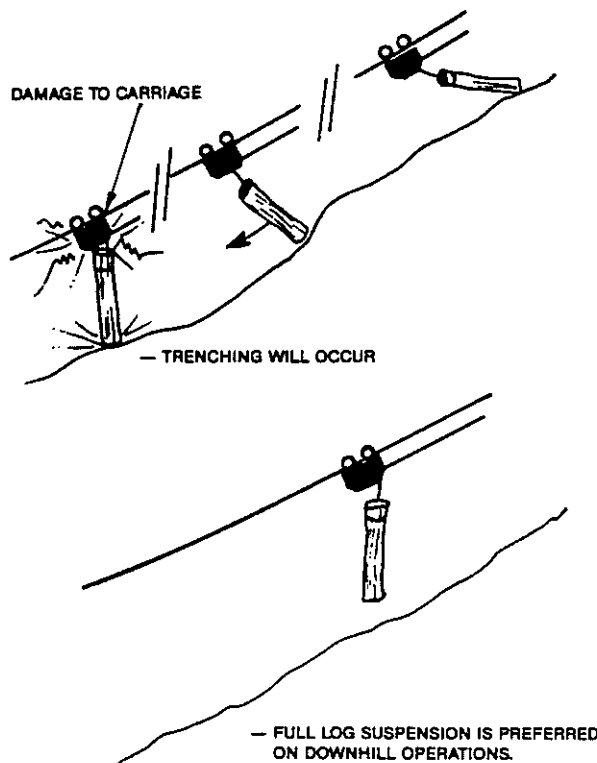 DAMAGE TO CARRIAGE
— TRENCHING WILL OCCUR
— FULL LOG SUSPENSION IS PREFERRED
ON DOWNHILL OPERATIONS.